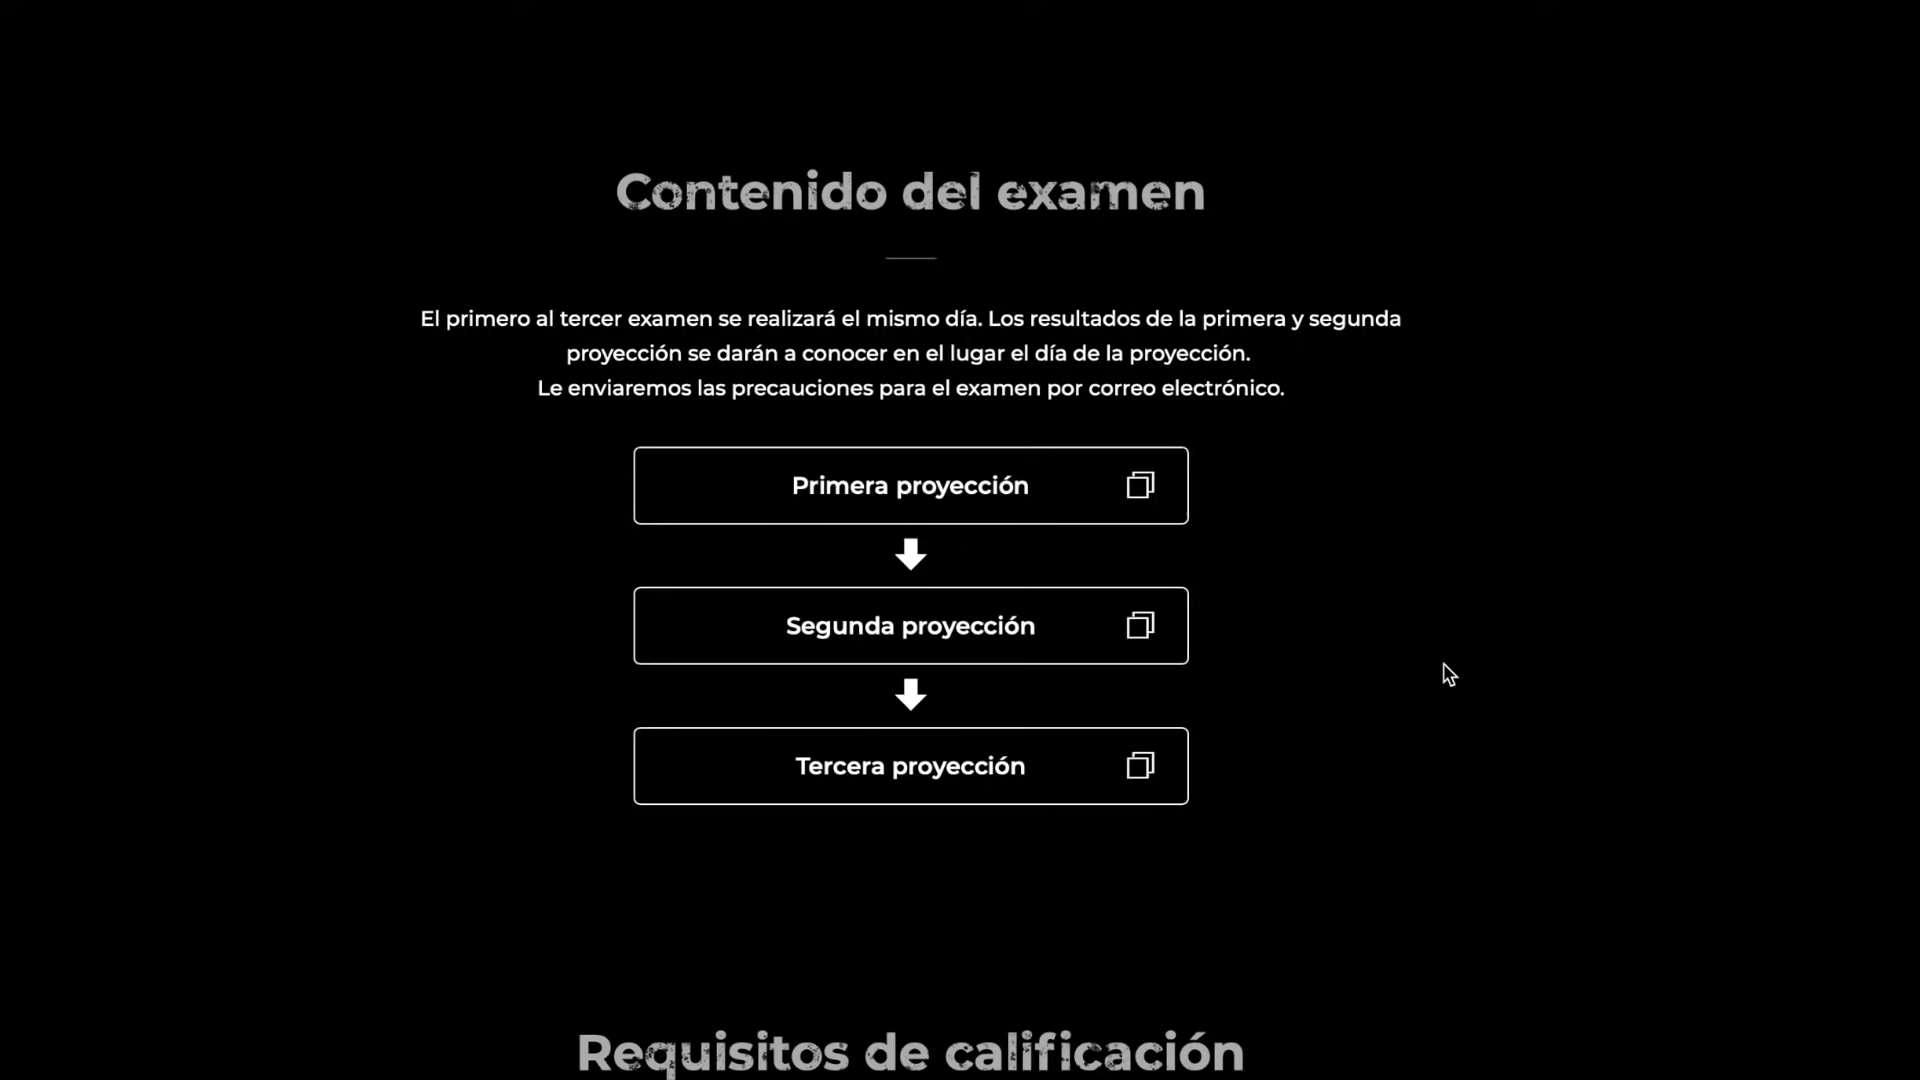 Contenido del examen
El primero al tercer examen se realizará el mismo día. Los resultados de la primera y segunda
proyección se darán a conocer en el lugar el día de la proyección.
Le enviaremos las precauciones para el examen por correo electrónico.
Primera proyección
Segunda proyección
Tercera proyección
Requisitos de calificación